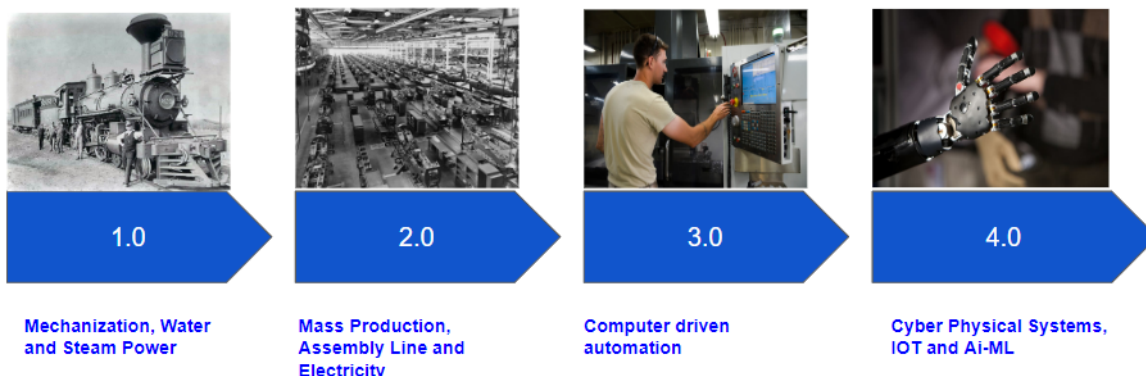 1.0
2.0
3.0
4.0
Mechanization, Water
and Steam Power
Mass Production,
Assembly Line and
Electricity
Computer driven
automation
Cyber Physical Systems,
IOT and Ai-ML